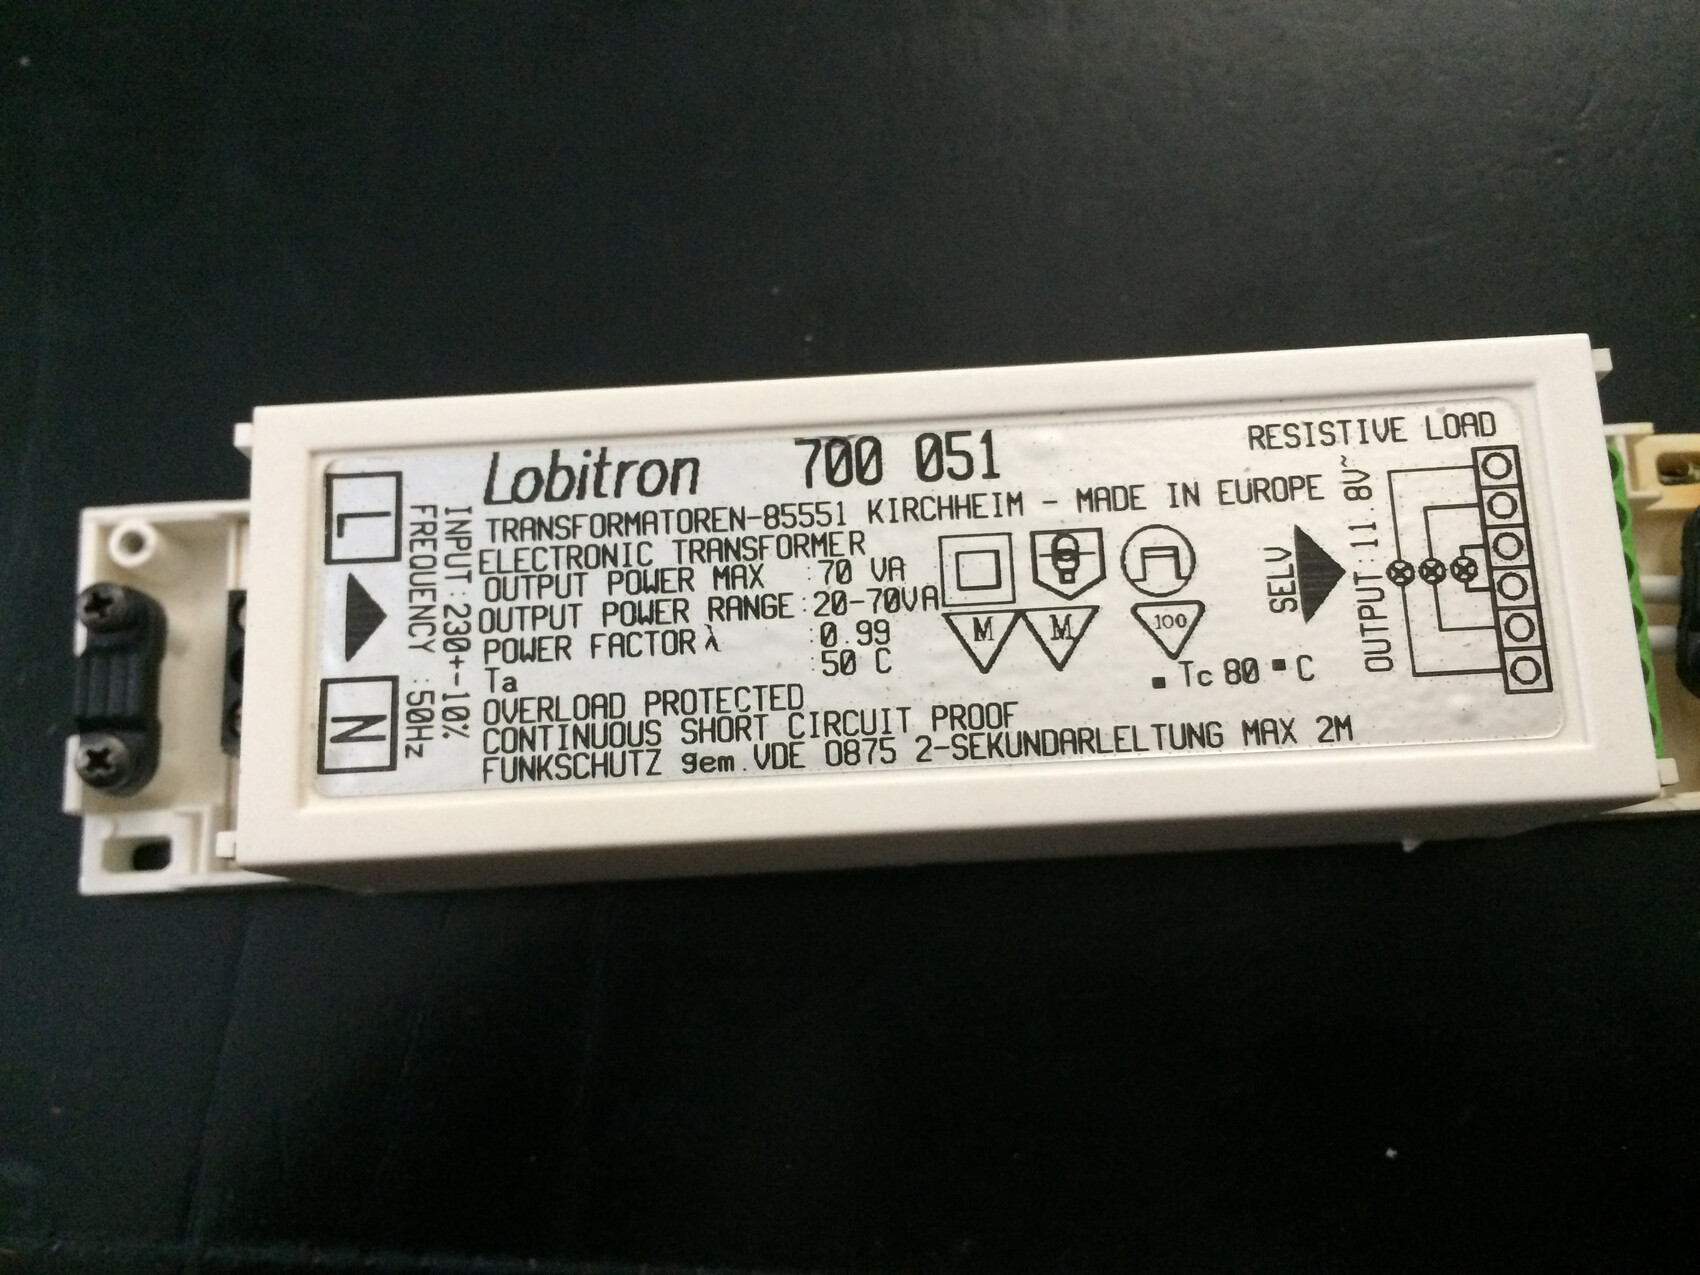 Lobitron 700 051
TRANSFORMATOREN-85551 KIRCHHEIM - MADE IN EUROPE
ELECTRONIC TRANSFORMER
OUTPUT POWER MAX :70 VA
OUTPUT POWER RANGE:20-70VA
POWER FACTOR λ :0.99
Ta :50 C
OVERLOAD PROTECTED
CONTINUOUS SHORT CIRCUIT PROOF
FUNKSCHUTZ gem.VDE 0875 2-SEKUNDARLELTUNG MAX 2M
L
N
INPUT:230+-10%
FREQUENCY :50Hz
M
M
100
▪Tc 80▪C
SELV
OUTPUT:11.8V~
RESISTIVE LOAD